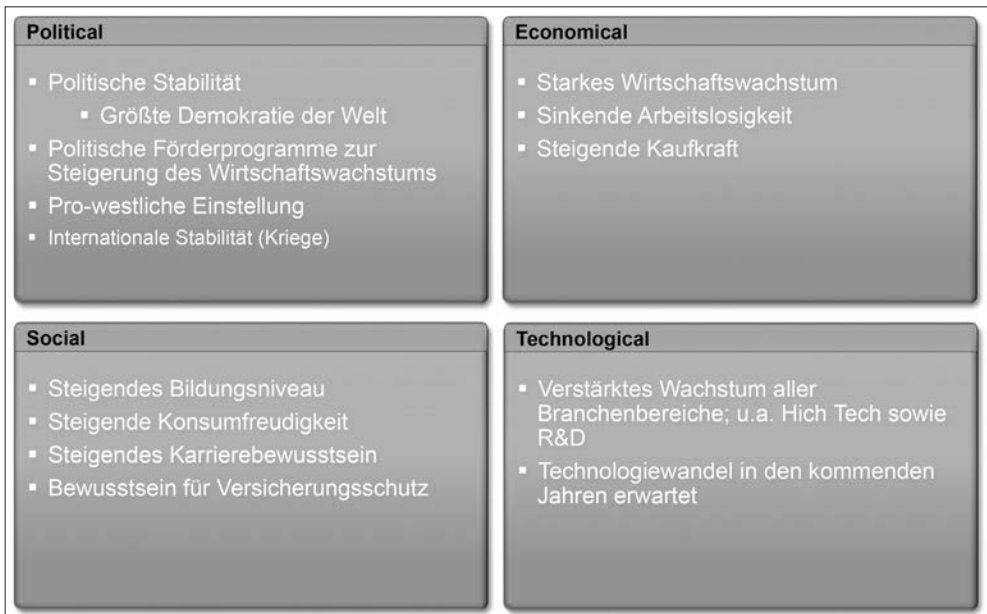 Political
▪ Politische Stabilität
▪ Größte Demokratie der Welt
▪ Politische Förderprogramme zur
Steigerung des Wirtschaftswachstums
▪ Pro-westliche Einstellung
▪ Internationale Stabilität (Kriege)
Economical
▪ Starkes Wirtschaftswachstum
▪ Sinkende Arbeitslosigkeit
▪ Steigende Kaufkraft
Social
▪ Steigendes Bildungsniveau
▪ Steigende Konsumfreudigkeit
▪ Steigendes Karrierebewusstsein
▪ Bewusstsein für Versicherungsschutz
Technological
▪ Verstärktes Wachstum aller
Branchenbereiche; u.a. Hich Tech sowie
R&D
▪ Technologiewandel in den kommenden
Jahren erwartet